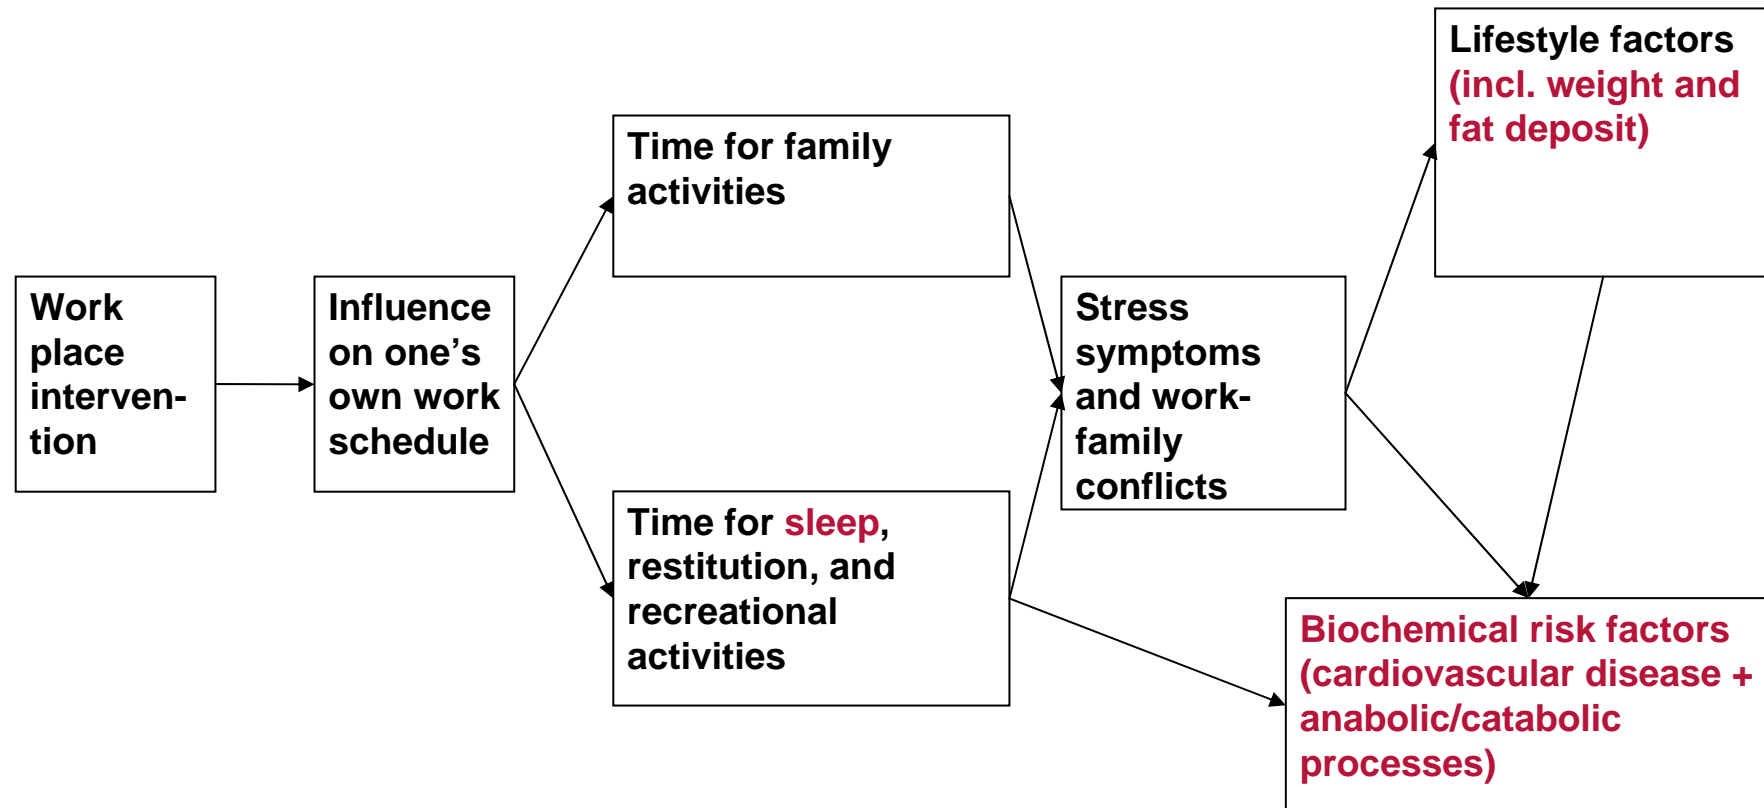 Work
place
interven-
tion
Influence
on one’s
own work
schedule
Time for family
activities
Time for sleep,
restitution, and
recreational
activities
Stress
symptoms
and work-
family
conflicts
Lifestyle factors
(incl. weight and
fat deposit)
Biochemical risk factors
(cardiovascular disease +
anabolic/catabolic
processes)